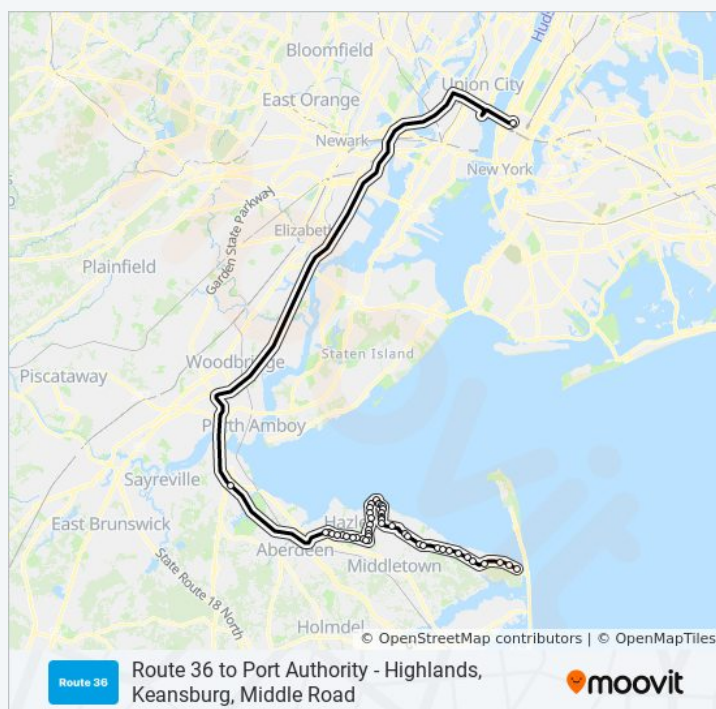 Bloomfield
Hud
Union City
East Orange
Newark
New York
Garden State Parkway
Elizabeth
Plainfield
Woodbridge
Staten Island
Piscataway
Perth Amboy
Sayreville
East Brunswick
Hazlet
Aberdeen
Middletown
State Route 18 North
Holmdel
© OpenStreetMap contributors | © OpenMapTiles
Route 36
Route 36 to Port Authority - Highlands,
Keansburg, Middle Road
moovit